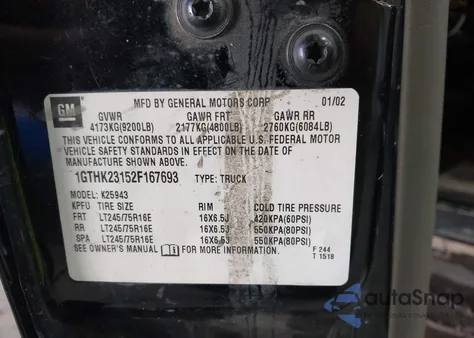 GM
MFD BY GENERAL MOTORS CORP 01/02
GVWR GAWR FRT GAWR RR
4173KG(9200LB) 2177KG(4800LB) 2760KG(6084LB)
THIS VEHICLE CONFORMS TO ALL APPLICABLE U.S. FEDERAL MOTOR
VEHICLE SAFETY STANDARDS IN EFFECT ON THE DATE OF
MANUFACTURE SHOWN ABOVE.
1GTHK23152F167693 TYPE: TRUCK
MODEL: K25943
KPFU TIRE SIZE RIM COLD TIRE PRESSURE
FRT LT245/75R16E 16X6.5J 420KPA(60PSI)
RR LT245/75R16E 16X6.5J 550KPA(80PSI)
SPA LT245/75R16E 16X6.5J 550KPA(80PSI)
SEE OWNER'S MANUAL FOR MORE INFORMATION.
F 244
T 1518
autaSnap